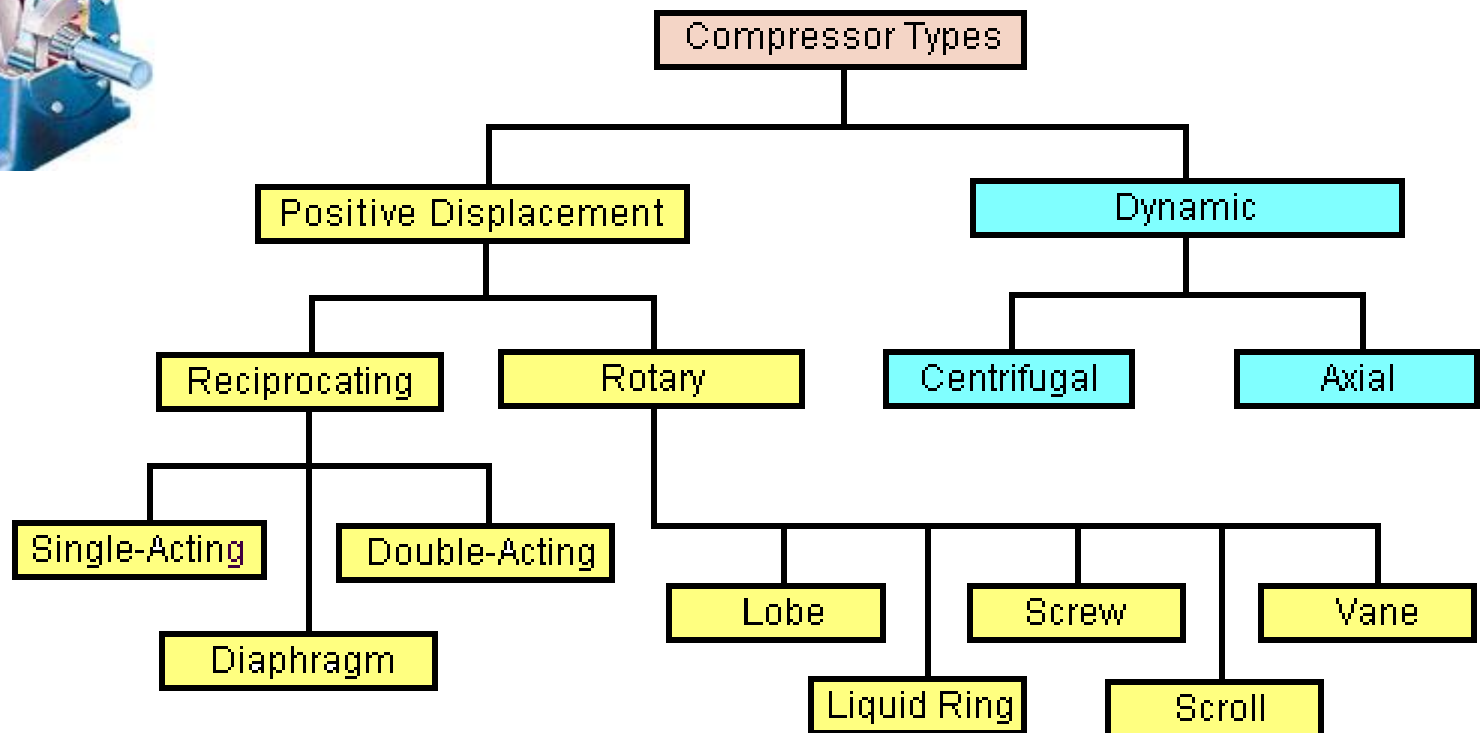 Compressor Types
Positive Displacement
Dynamic
Reciprocating
Rotary
Centrifugal
Axial
Single-Acting
Double-Acting
Diaphragm
Lobe
Screw
Vane
Liquid Ring
Scroll